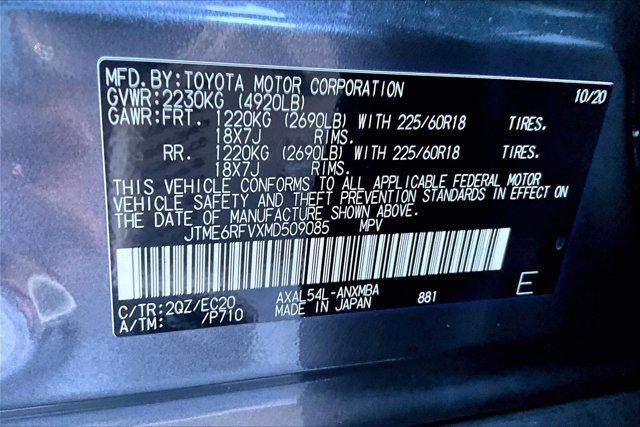 MFD. BY: TOYOTA MOTOR CORPORATION 10/20
GVWR: 2230KG (4920LB)
GAWR: FRT. 1220KG (2690LB) WITH 225/60R18 TIRES.
18X7J RIMS.
RR. 1220KG (2690LB) WITH 225/60R18 TIRES.
18X7J RIMS.
THIS VEHICLE CONFORMS TO ALL APPLICABLE FEDERAL MOTOR
VEHICLE SAFETY AND THEFT PREVENTION STANDARDS IN EFFECT ON
THE DATE OF MANUFACTURE SHOWN ABOVE.
JTME6RFVXMD509085 MPV
C/TR: 2QZ/EC20 AXAL54L-ANXMBA 881 E
A/TM: /P710 MADE IN JAPAN